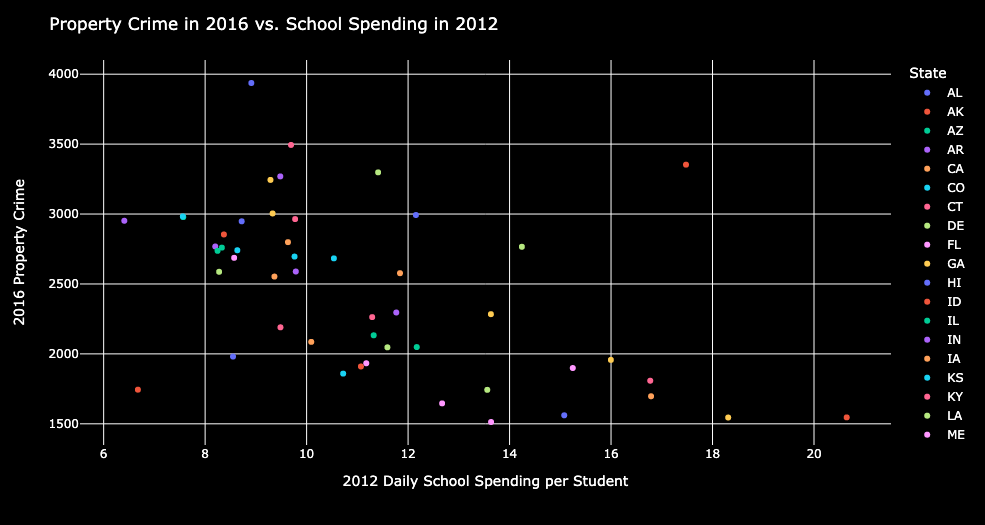 Property Crime in 2016 vs. School Spending in 2012
State
AL
AK
AZ
AR
CA
CO
CT
DE
FL
GA
HI
ID
IL
IN
IA
KS
KY
LA
ME
2016 Property Crime
4000
3500
3000
2500
2000
1500
6 8 10 12 14 16 18 20
2012 Daily School Spending per Student